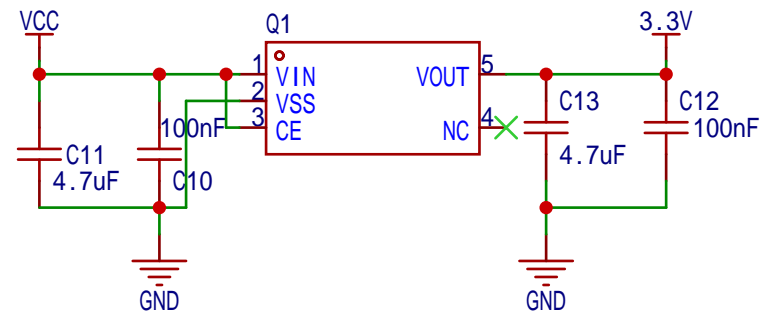 VCC
Q1
3.3V
1
VIN
VOUT
5
2
VSS
3
CE
NC
4
100nF
C11
4.7uF
C10
C13
4.7uF
C12
100nF
GND
GND